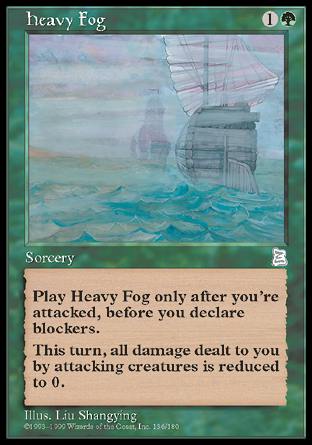 Heavy Fog 1
Sorcery
Play Heavy Fog only after you're
attacked, before you declare
blockers.
This turn, all damage dealt to you
by attacking creatures is reduced
to 0.
Illus. Liu Shangying
©1993–1999 Wizards of the Coast, Inc. 136/180